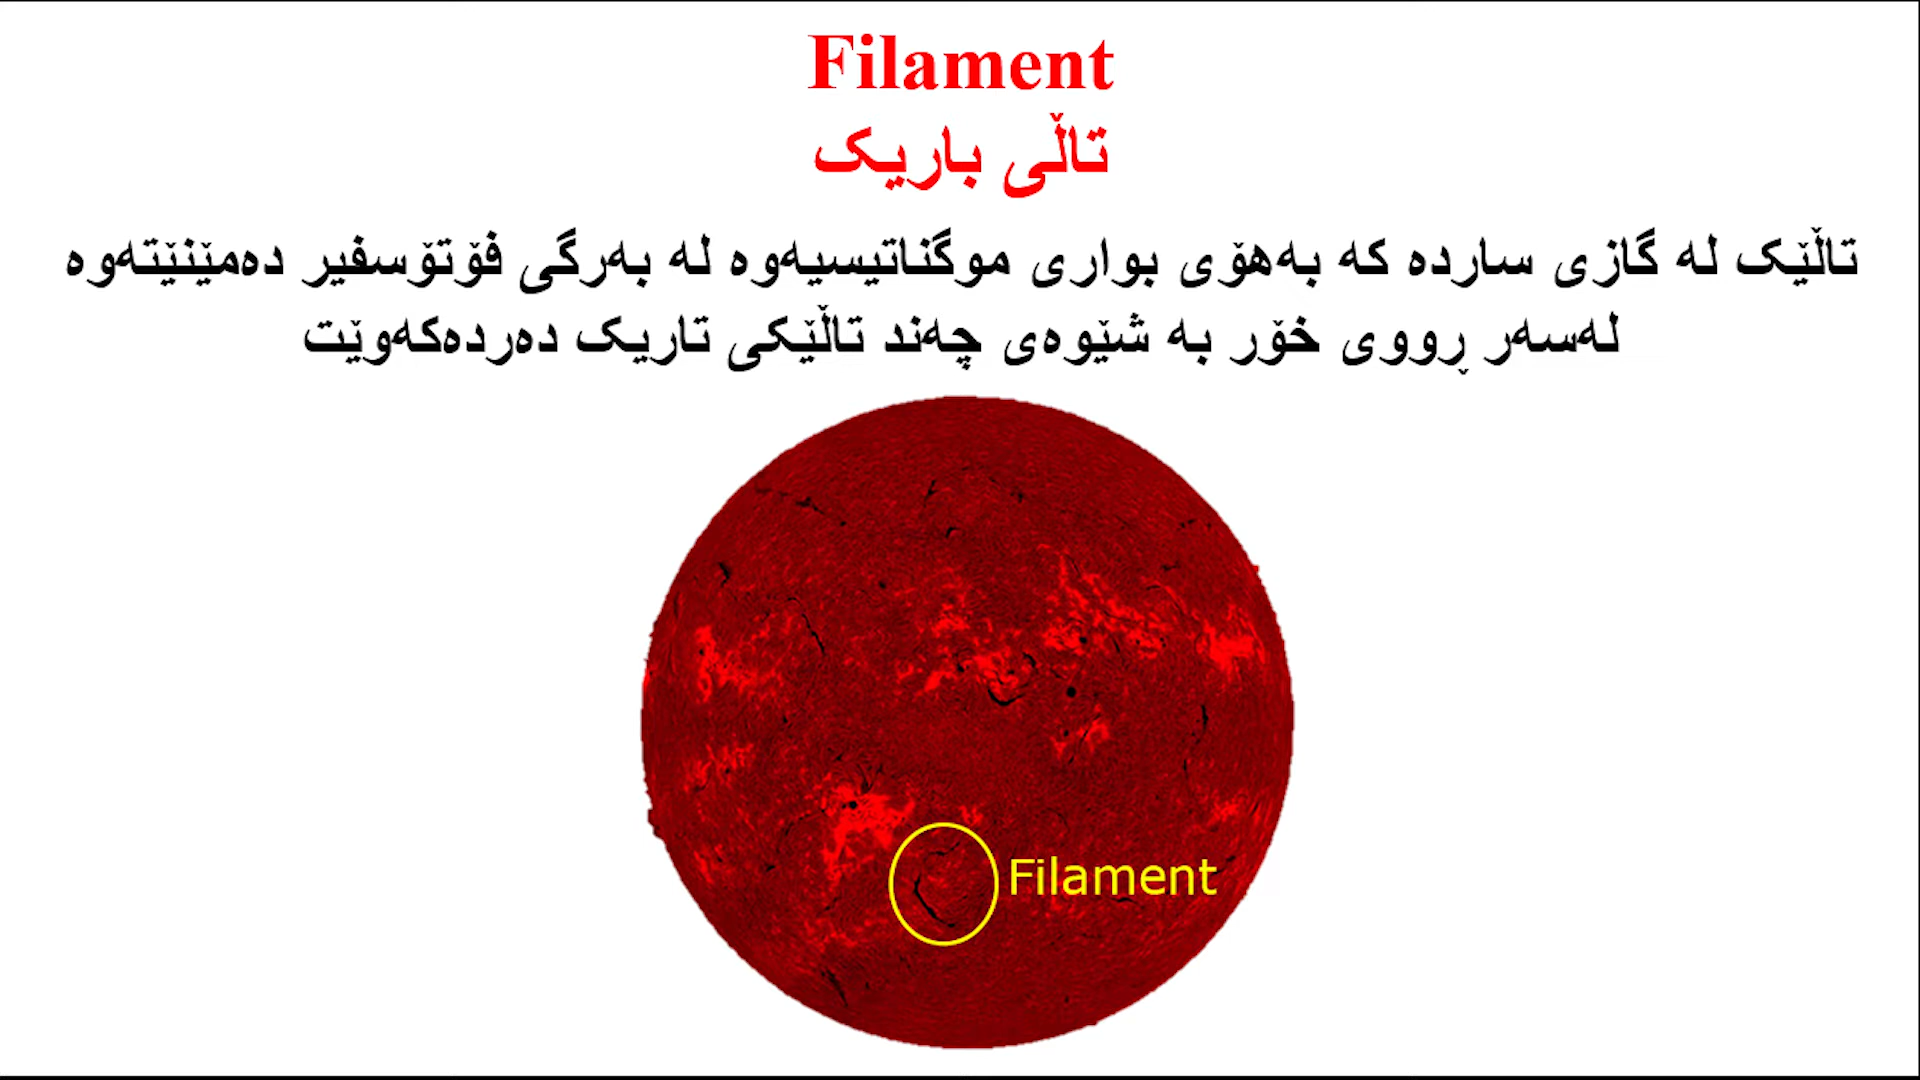 Filament
تاڵی باریک
تاڵێک لە گازی ساردە کە بەهۆی بواری موگناتیسیەوە لە بەرگی فۆتۆسفیر دەمێنێتەوە
لەسەر ڕووی خۆر بە شێوەی چەند تاڵێکی تاریک دەردەکەوێت
Filament